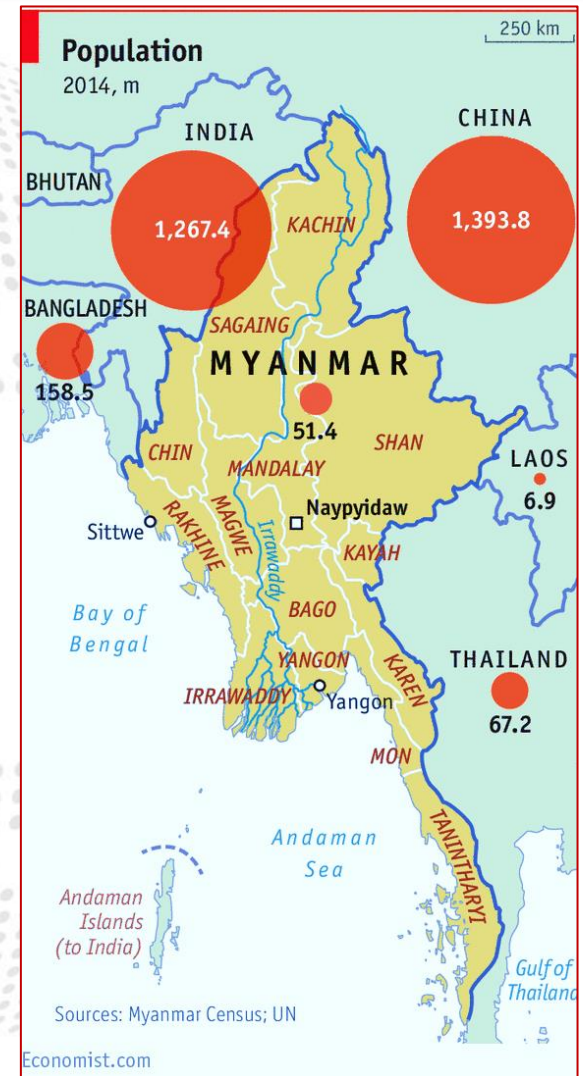 250 km
Population
2014, m
INDIA
CHINA
BHUTAN
1,267.4
KACHIN
1,393.8
BANGLADESH
SAGAING
MYANMAR
158.5
51.4
CHIN
SHAN
MANDALAY
LAOS
6.9
Naypyidaw
RAKHINE
MAGWE
Sittwe
Irrawaddy
KAYAH
Bay of
Bengal
BAGO
YANGON
KAREN
THAILAND
IRRAWADDY
Yangon
67.2
MON
TANINTHARYI
Andaman
Sea
Andaman
Islands
(to India)
Gulf of
Thailand
Sources: Myanmar Census; UN
Economist.com